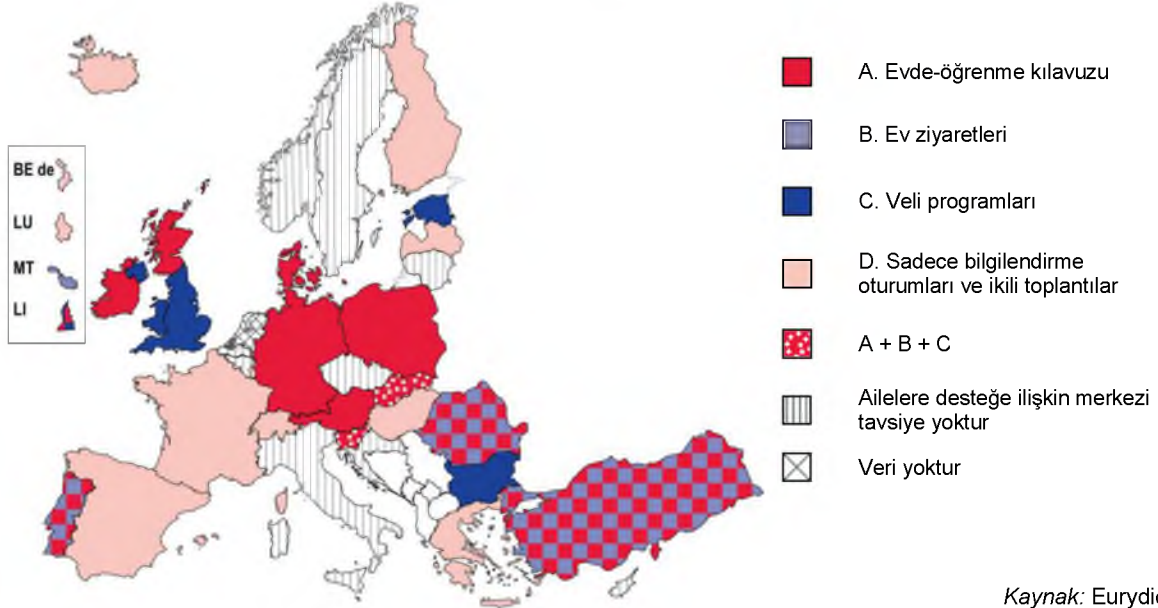 BE de
LU
MT
LI
A. Evde-öğrenme kılavuzu
B. Ev ziyaretleri
C. Veli programları
D. Sadece bilgilendirme
oturumları ve ikili toplantılar
A + B + C
Ailelere desteğe ilişkin merkezi
tavsiye yoktur
Veri yoktur
Kaynak: Eurydi